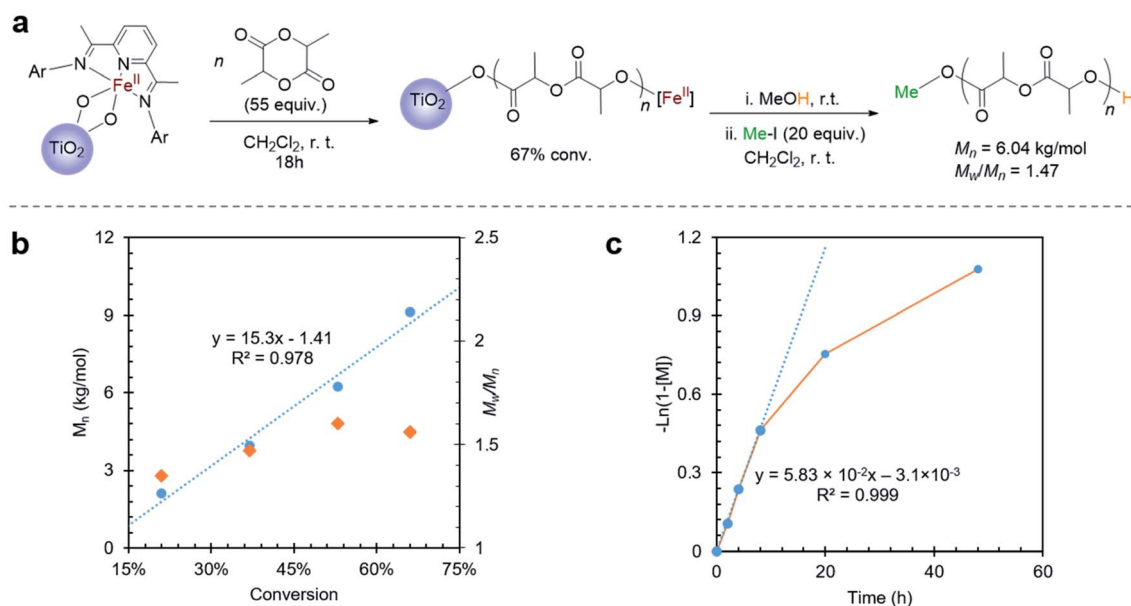 a
Ar
N
N
Fe^II
N
O
O
TiO2
Ar
n
O
O
O
O
(55 equiv.)
CH2Cl2, r. t.
18h
TiO2
O
O
O
O
O
n
[Fe^II]
67% conv.
i. MeOH, r.t.
ii. Me-I (20 equiv.)
CH2Cl2, r. t.
Me
O
O
O
O
O
n
H
Mn = 6.04 kg/mol
Mw/Mn = 1.47
b
12
9
6
3
0
Mn (kg/mol)
y = 15.3x - 1.41
R² = 0.978
2.5
2
1.5
1
Mw/Mn
15%
30%
45%
60%
75%
Conversion
c
1.2
0.9
0.6
0.3
0
-Ln(1-[M])
y = 5.83 × 10-2x – 3.1×10-3
R² = 0.999
0
20
40
60
Time (h)